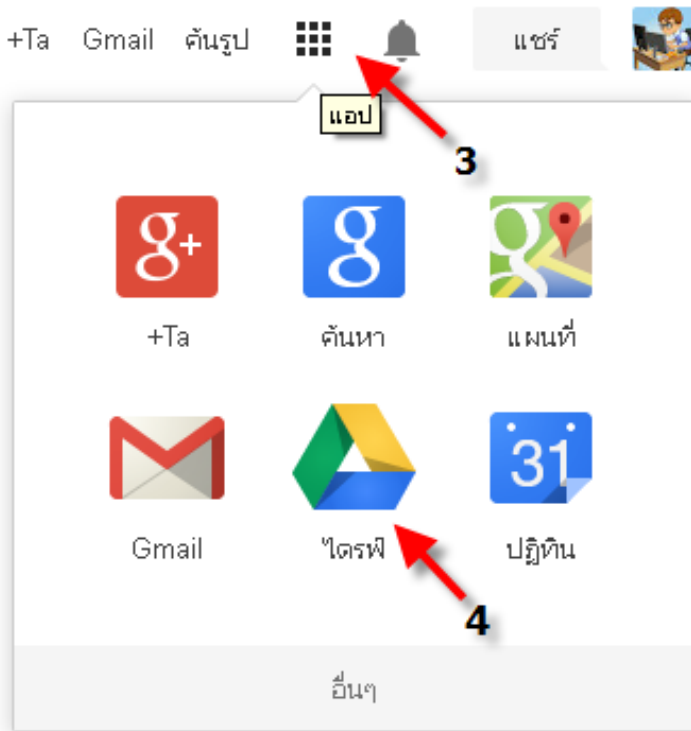 +Ta Gmail ค้นรูป แชร์
แอป
3
g+ g g
+Ta ค้นหา แผนที่
31
Gmail ไดรฟ์ ปฏิทิน
4
อื่นๆ